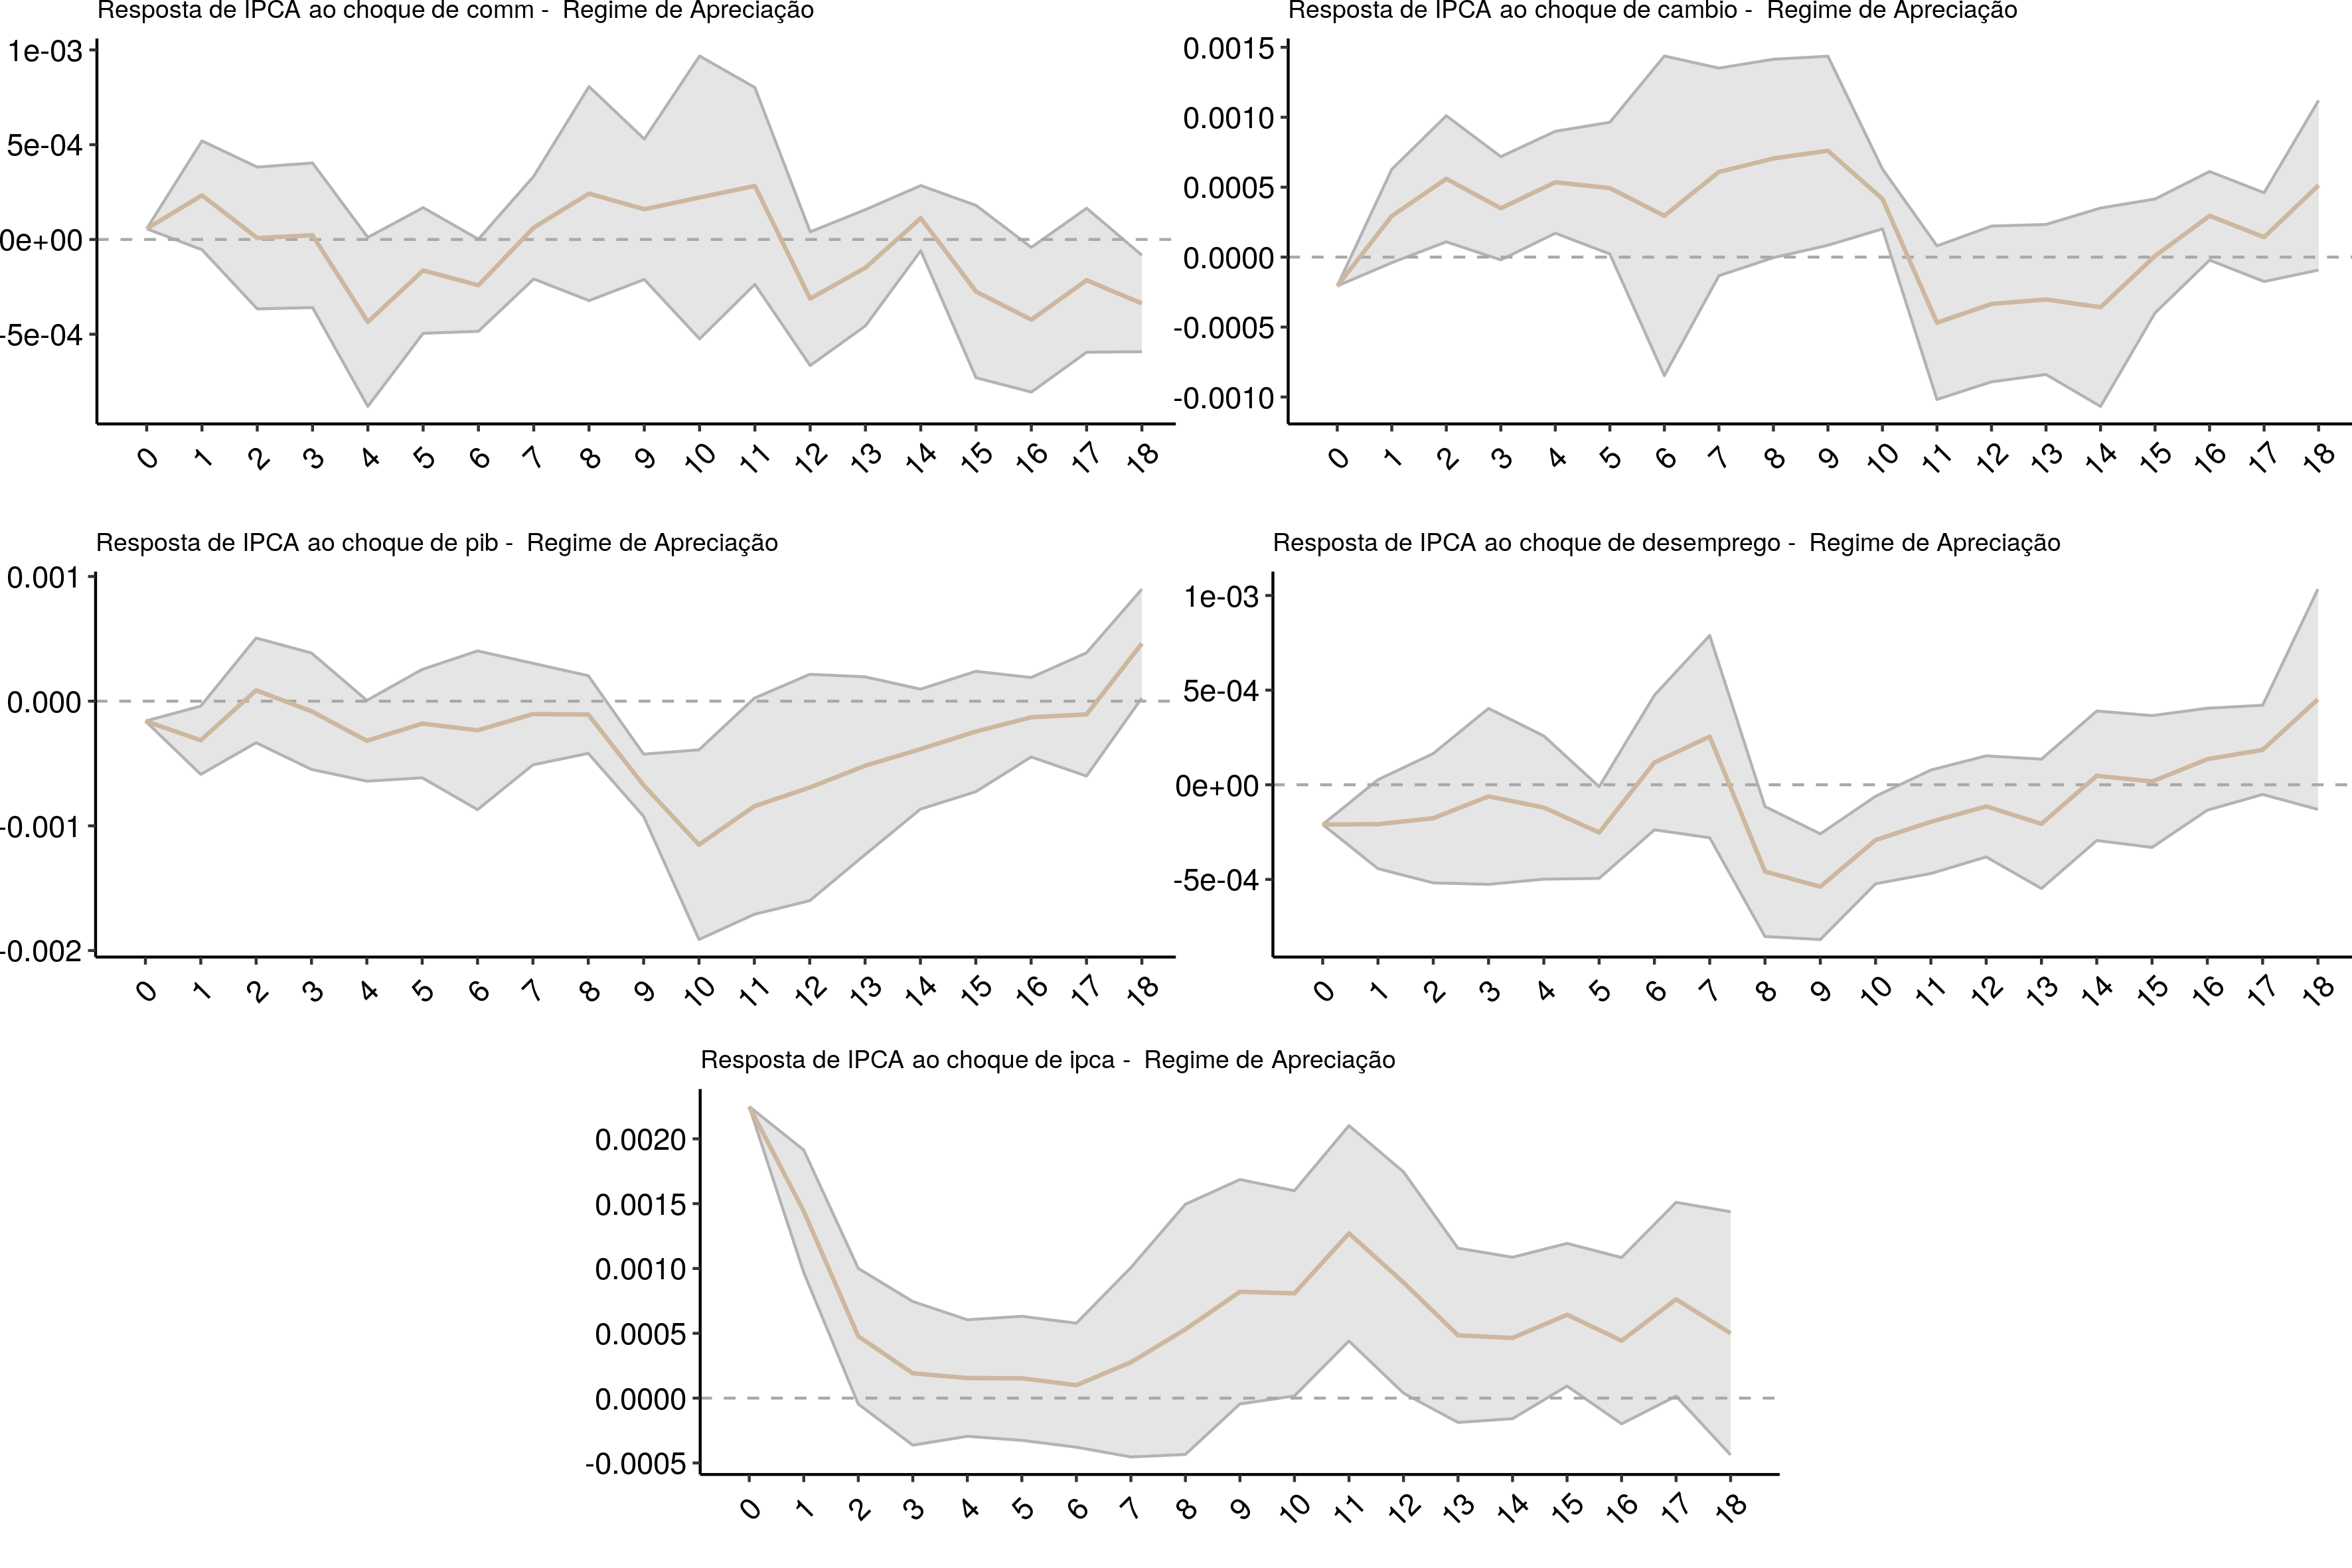 Resposta de IPCA ao choque de comm -  Regime de Apreciação
1e-03
5e-04
0e+00
-5e-04
0 1 2 3 4 5 6 7 8 9 10 11 12 13 14 15 16 17 18
Resposta de IPCA ao choque de cambio -  Regime de Apreciação
0.0015
0.0010
0.0005
0.0000
-0.0005
-0.0010
0 1 2 3 4 5 6 7 8 9 10 11 12 13 14 15 16 17 18
Resposta de IPCA ao choque de pib -  Regime de Apreciação
0.001
0.000
-0.001
-0.002
0 1 2 3 4 5 6 7 8 9 10 11 12 13 14 15 16 17 18
Resposta de IPCA ao choque de desemprego -  Regime de Apreciação
1e-03
5e-04
0e+00
-5e-04
0 1 2 3 4 5 6 7 8 9 10 11 12 13 14 15 16 17 18
Resposta de IPCA ao choque de ipca -  Regime de Apreciação
0.0020
0.0015
0.0010
0.0005
0.0000
-0.0005
0 1 2 3 4 5 6 7 8 9 10 11 12 13 14 15 16 17 18